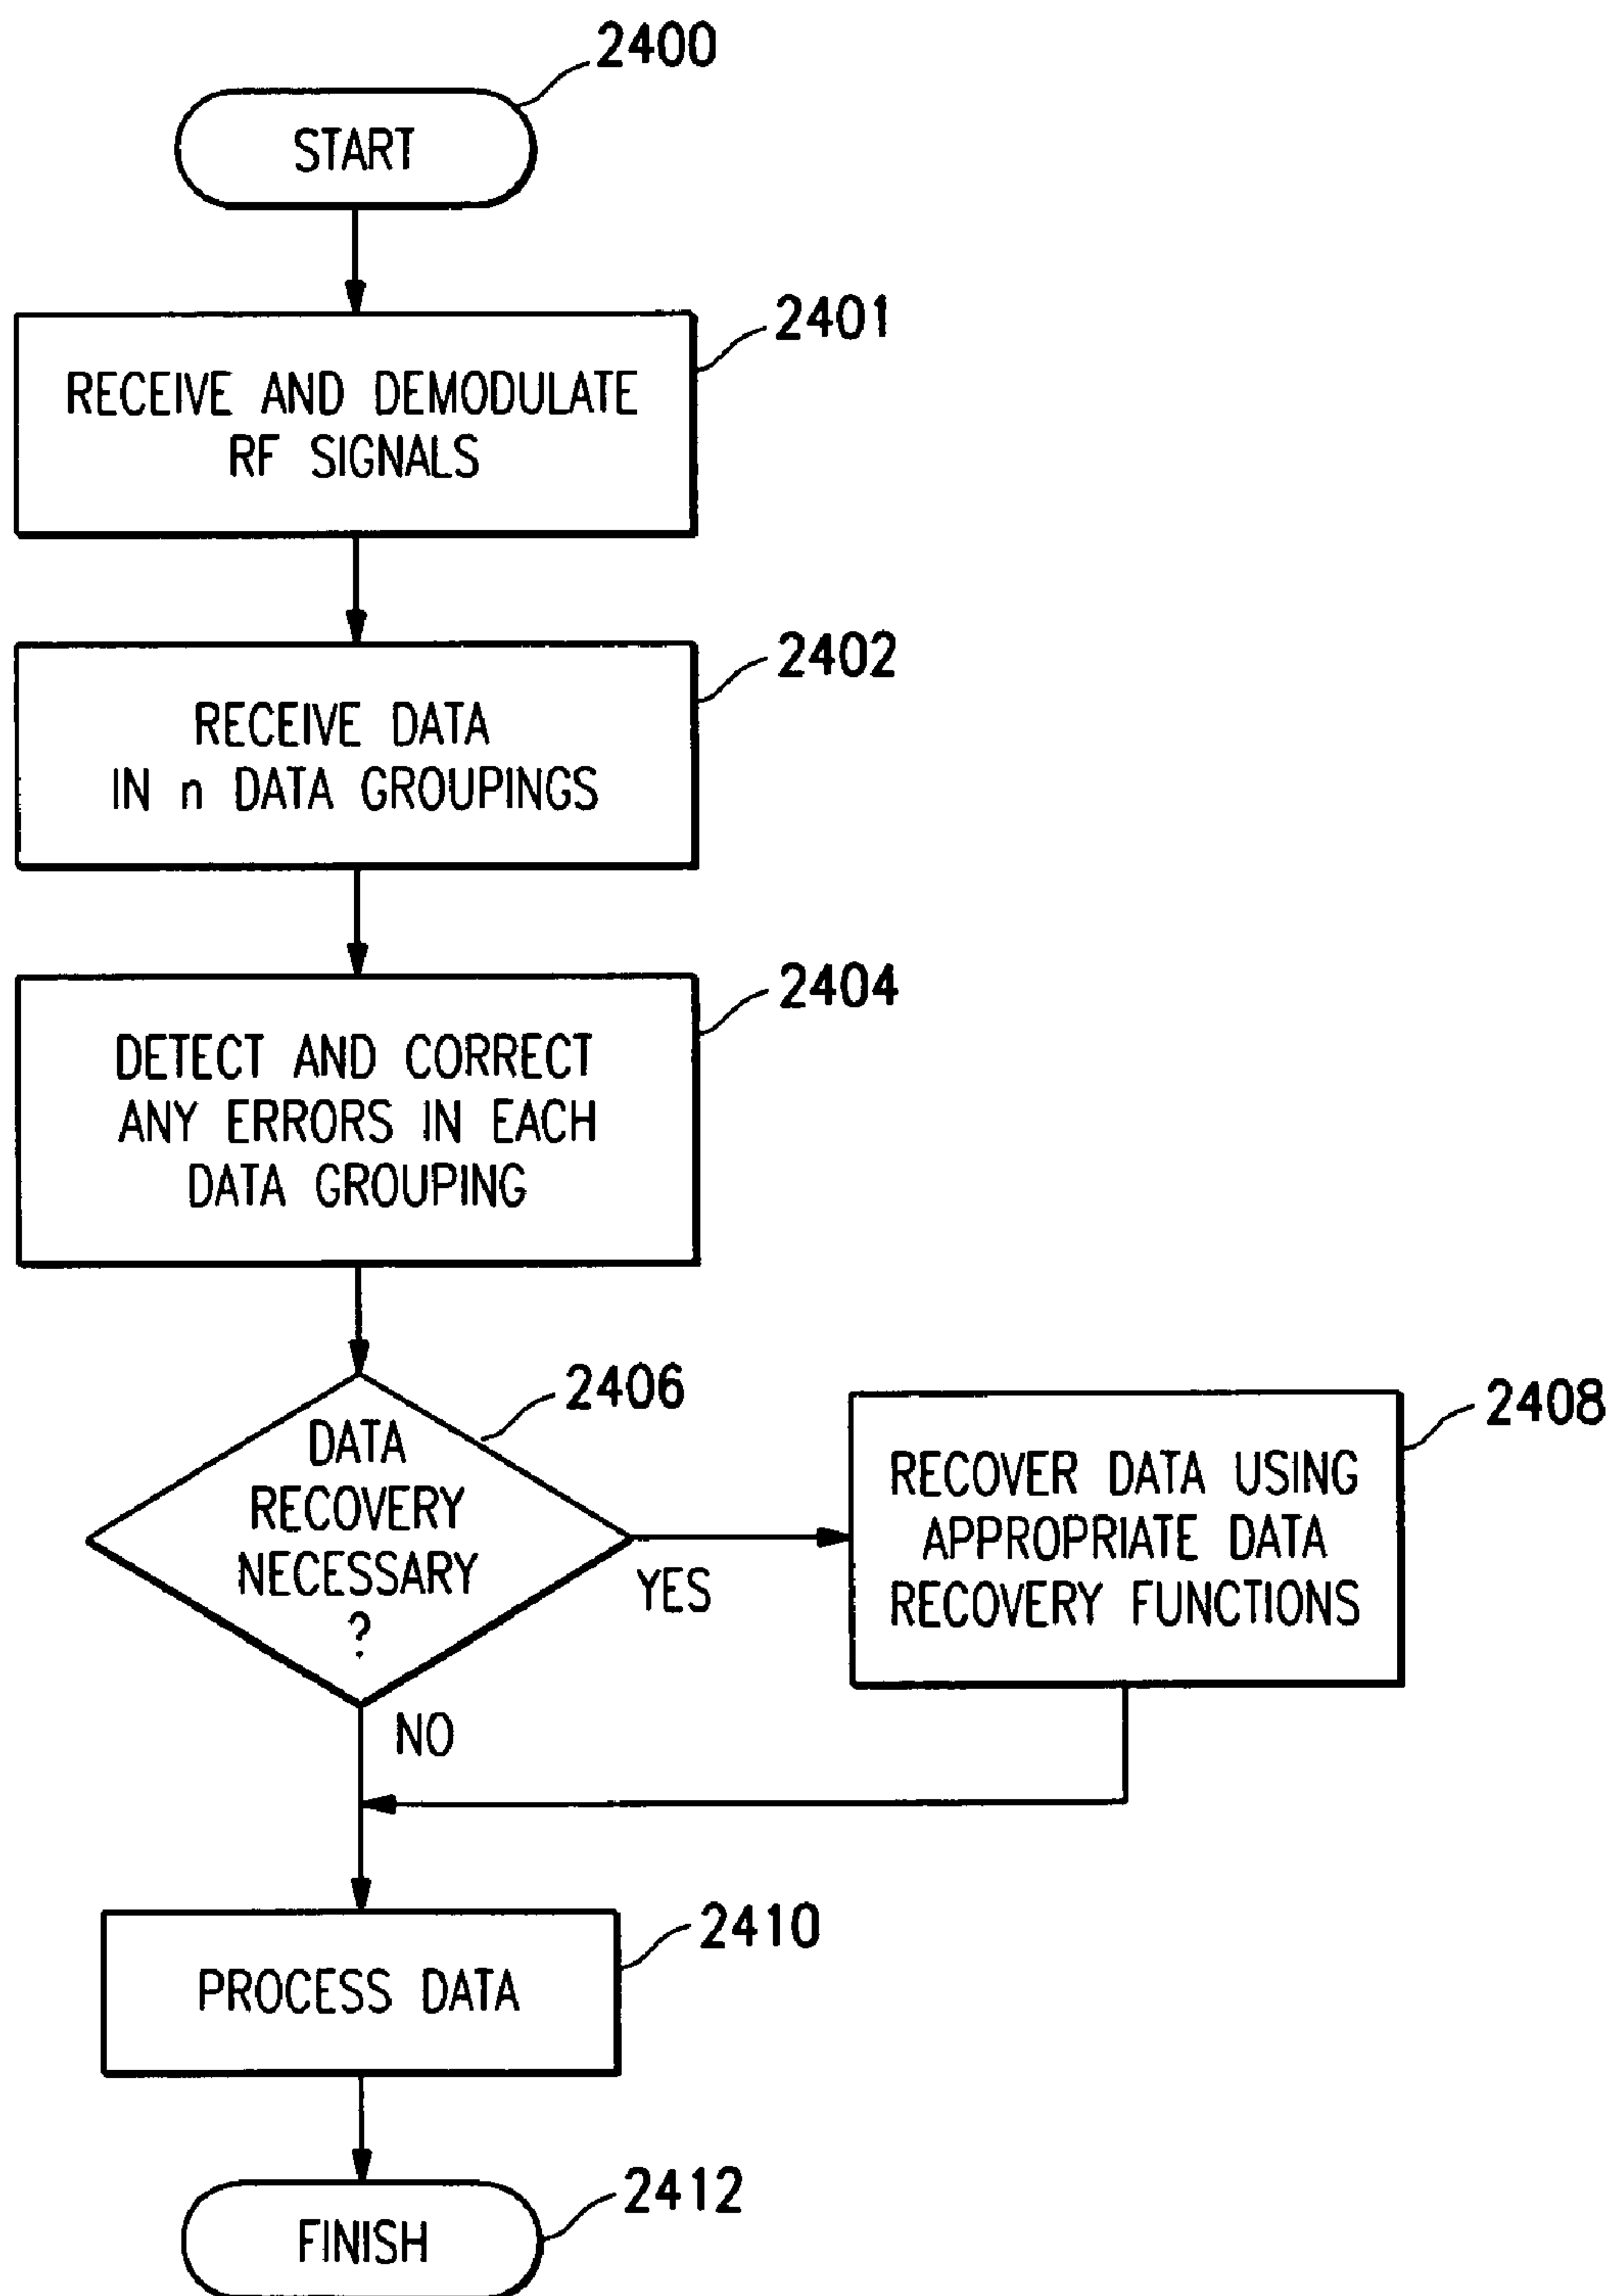 2400
START
2401
RECEIVE AND DEMODULATE
RF SIGNALS
2402
RECEIVE DATA
IN n DATA GROUPINGS
2404
DETECT AND CORRECT
ANY ERRORS IN EACH
DATA GROUPING
2406
DATA
RECOVERY
NECESSARY
?
YES
NO
2408
RECOVER DATA USING
APPROPRIATE DATA
RECOVERY FUNCTIONS
2410
PROCESS DATA
2412
FINISH